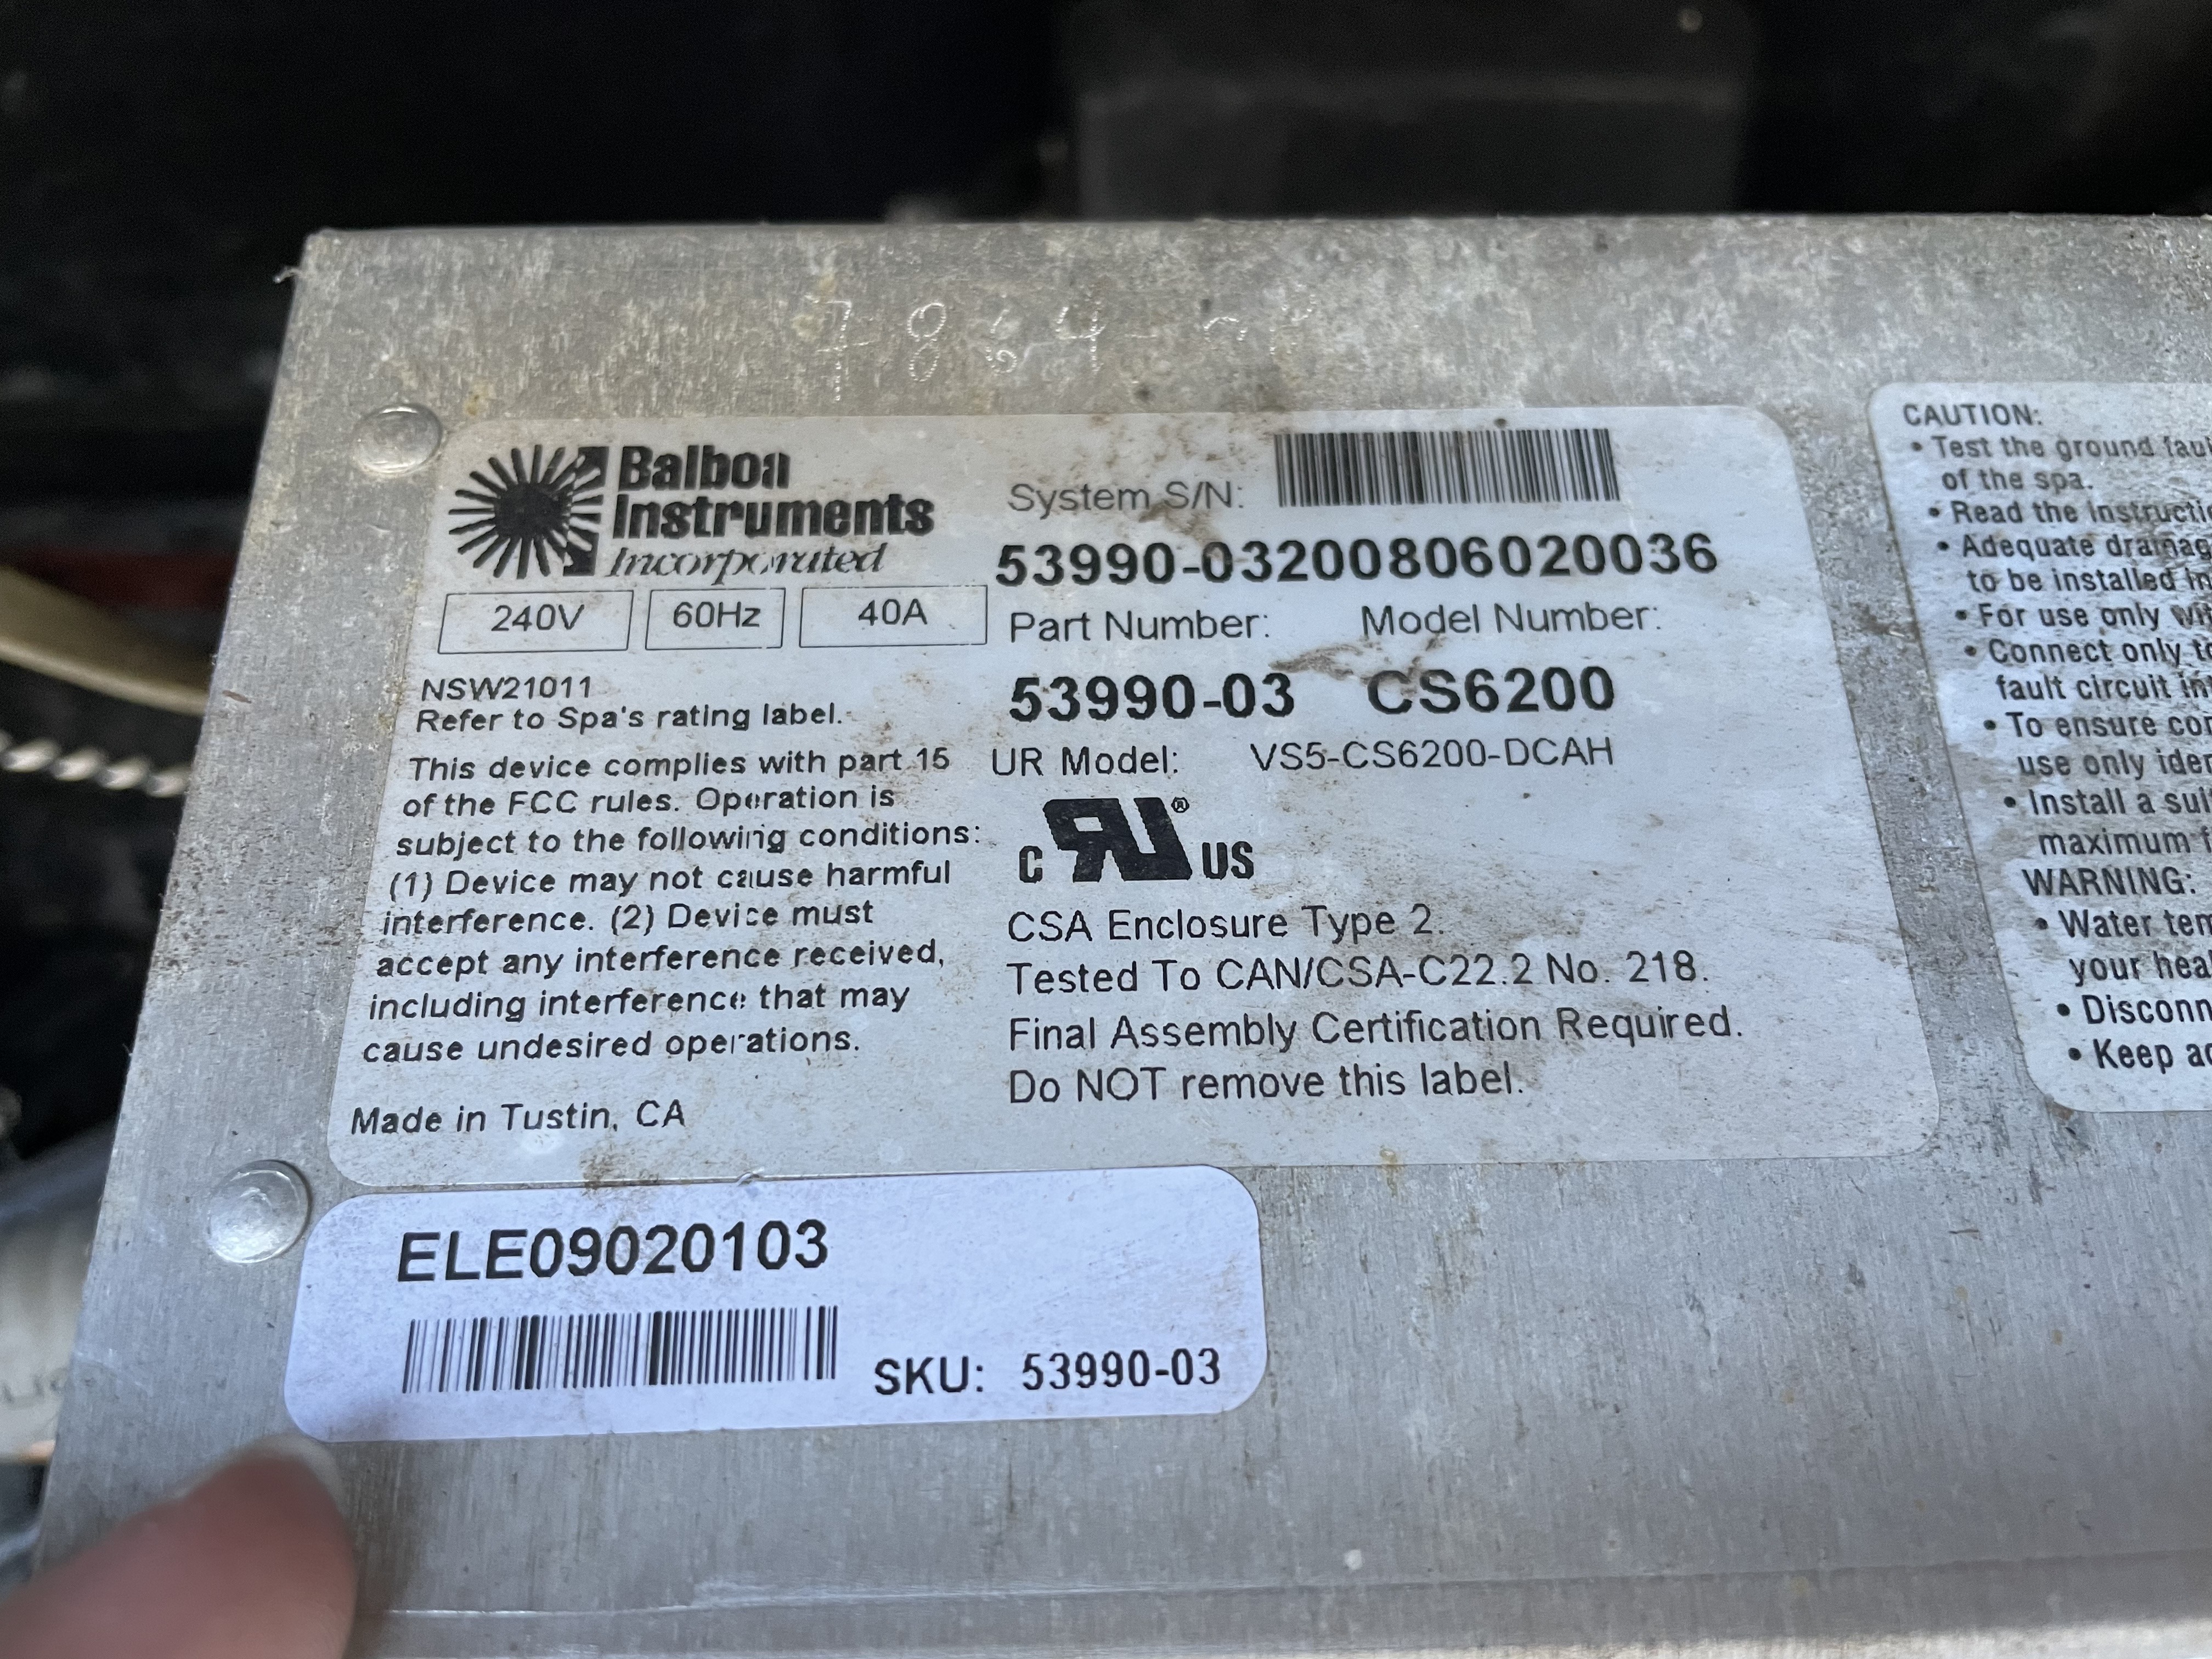 Balboa
Instruments
Incorporated
240V 60Hz 40A
NSW21011
Refer to Spa's rating label.
This device complies with part 15
of the FCC rules. Operation is
subject to the following conditions:
(1) Device may not cause harmful
interference. (2) Device must
accept any interference received,
including interference that may
cause undesired operations.
Made in Tustin, CA
System S/N:
53990-03200806020036
Part Number: Model Number:
53990-03 CS6200
UR Model: VS5-CS6200-DCAH
C RU ® US
CSA Enclosure Type 2.
Tested To CAN/CSA-C22.2 No. 218.
Final Assembly Certification Required.
Do NOT remove this label.
ELE09020103
SKU: 53990-03
CAUTION:
• Test the ground
of the spa.
• Read the
• Adequate
to be installed
• For use only
• Connect only
fault circuit
• To ensure
use only
• Install a
maximum
WARNING:
• Water
your
•
• Keep